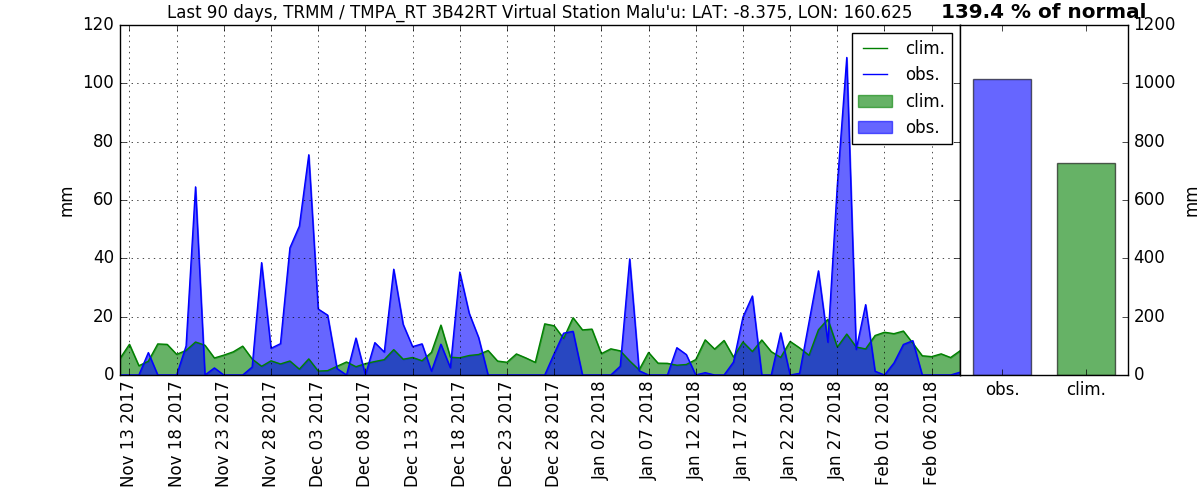 Last 90 days, TRMM / TMPA_RT 3B42RT Virtual Station Malu'u: LAT: -8.375, LON: 160.625
139.4 % of normal
120
100
80
60
40
20
0
mm
clim.
obs.
clim.
obs.
Nov 13 2017
Nov 18 2017
Nov 23 2017
Nov 28 2017
Dec 03 2017
Dec 08 2017
Dec 13 2017
Dec 18 2017
Dec 23 2017
Dec 28 2017
Jan 02 2018
Jan 07 2018
Jan 12 2018
Jan 17 2018
Jan 22 2018
Jan 27 2018
Feb 01 2018
Feb 06 2018
1200
1000
800
600
400
200
0
mm
obs.
clim.